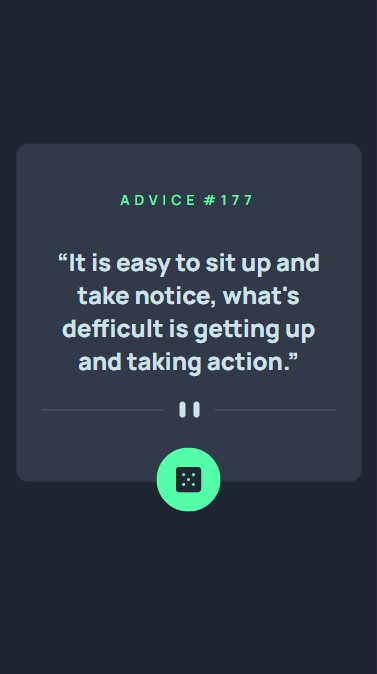 ADVICE #177
“It is easy to sit up and
take notice, what's
defficult is getting up
and taking action.”